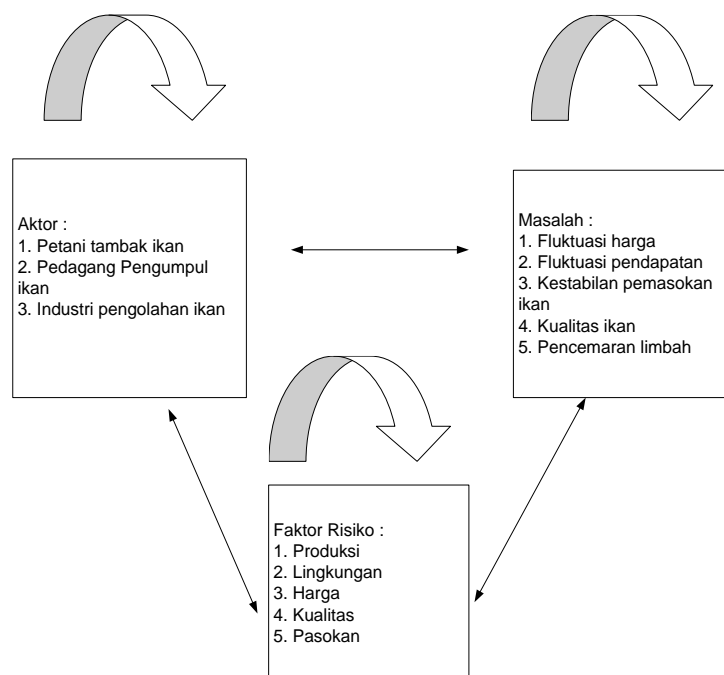 Aktor :
1. Petani tambak ikan
2. Pedagang Pengumpul
ikan
3. Industri pengolahan ikan
Masalah :
1. Fluktuasi harga
2. Fluktuasi pendapatan
3. Kestabilan pemasokan
ikan
4. Kualitas ikan
5. Pencemaran limbah
Faktor Risiko :
1. Produksi
2. Lingkungan
3. Harga
4. Kualitas
5. Pasokan